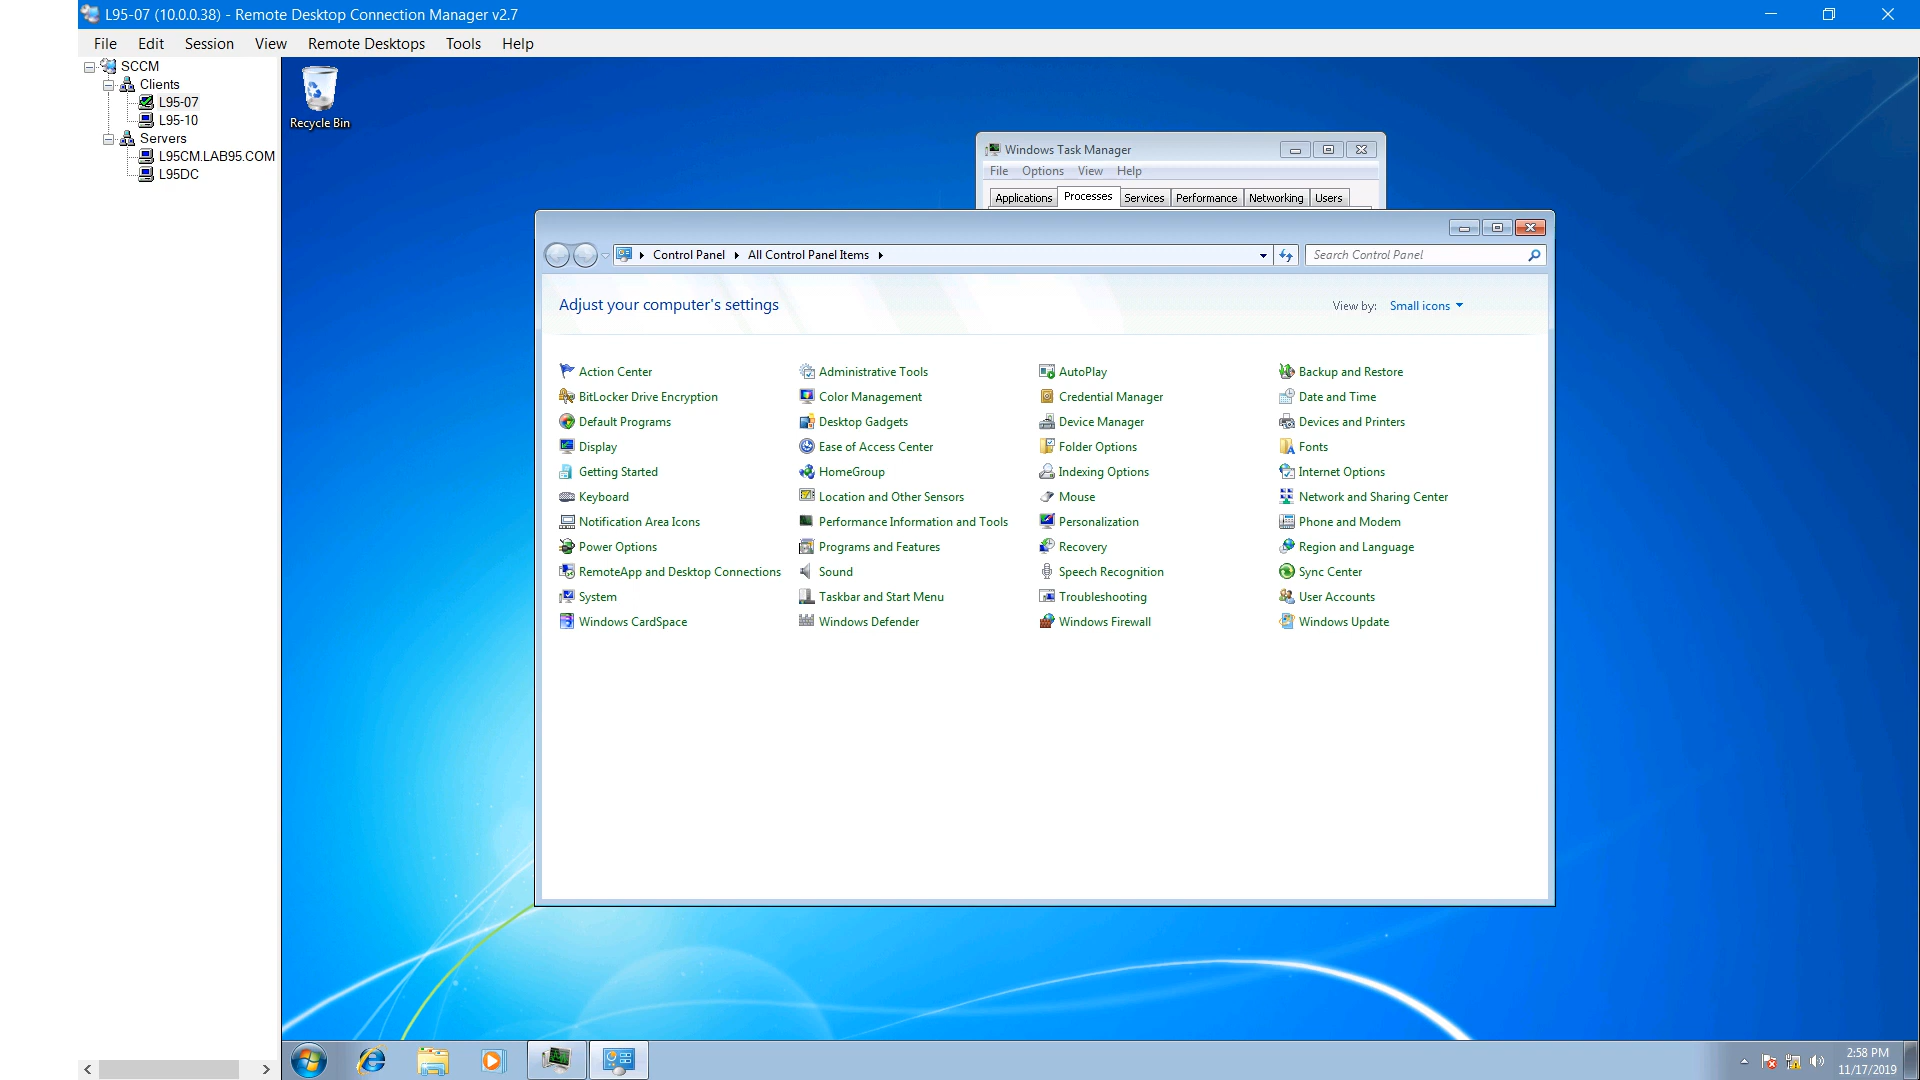 L95-07 (10.0.0.38) - Remote Desktop Connection Manager v2.7
File Edit Session View Remote Desktops Tools Help
SCCM
Clients
L95-07
L95-10
Servers
L95CM.LAB95.COM
L95DC
Recycle Bin
Windows Task Manager
File Options View Help
Applications Processes Services Performance Networking Users
Control Panel All Control Panel Items Search Control Panel
Adjust your computer's settings View by: Small icons
Action Center Administrative Tools AutoPlay Backup and Restore
BitLocker Drive Encryption Color Management Credential Manager Date and Time
Default Programs Desktop Gadgets Device Manager Devices and Printers
Display Ease of Access Center Folder Options Fonts
Getting Started HomeGroup Indexing Options Internet Options
Keyboard Location and Other Sensors Mouse Network and Sharing Center
Notification Area Icons Performance Information and Tools Personalization Phone and Modem
Power Options Programs and Features Recovery Region and Language
RemoteApp and Desktop Connections Sound Speech Recognition Sync Center
System Taskbar and Start Menu Troubleshooting User Accounts
Windows CardSpace Windows Defender Windows Firewall Windows Update
2:58 PM
11/17/2019